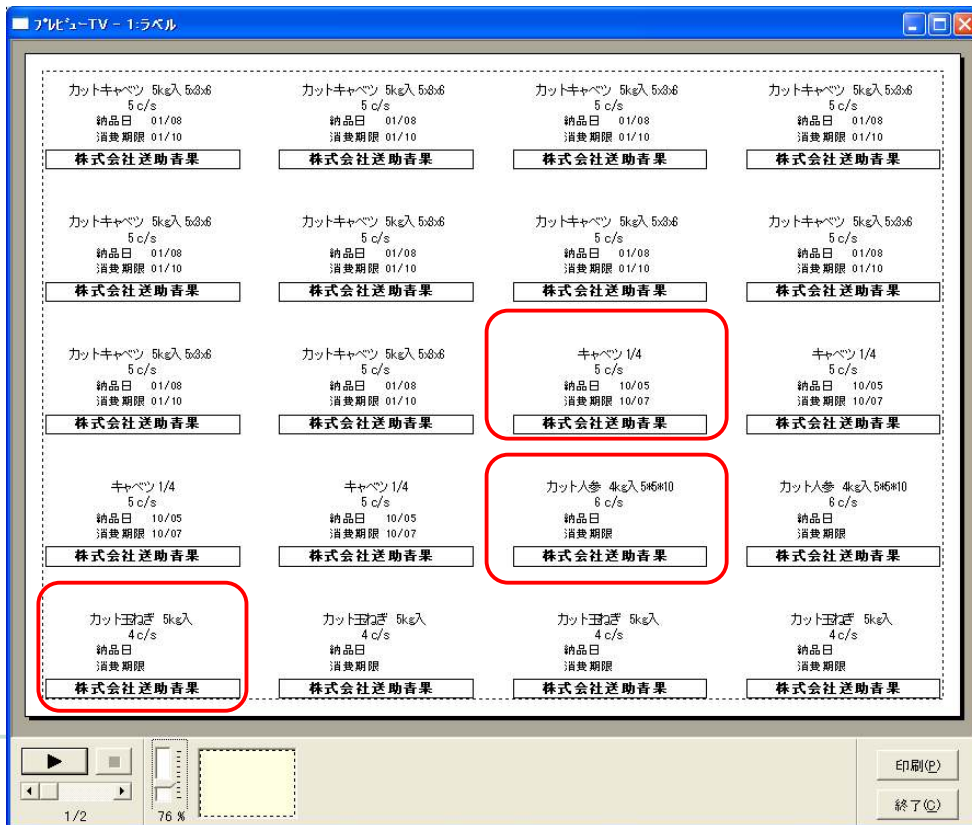 プレビューTV - 1:ラベル
カットキャベツ 5kg入 5x3x6 カットキャベツ 5kg入 5x3x6 カットキャベツ 5kg入 5x3x6 カットキャベツ 5kg入 5x3x6
5 c/s 5 c/s 5 c/s 5 c/s
納品日 01/08 納品日 01/08 納品日 01/08 納品日 01/08
消費期限 01/10 消費期限 01/10 消費期限 01/10 消費期限 01/10
株式会社送助青果 株式会社送助青果 株式会社送助青果 株式会社送助青果
カットキャベツ 5kg入 5x3x6 カットキャベツ 5kg入 5x3x6 カットキャベツ 5kg入 5x3x6 カットキャベツ 5kg入 5x3x6
5 c/s 5 c/s 5 c/s 5 c/s
納品日 01/08 納品日 01/08 納品日 01/08 納品日 01/08
消費期限 01/10 消費期限 01/10 消費期限 01/10 消費期限 01/10
株式会社送助青果 株式会社送助青果 株式会社送助青果 株式会社送助青果
カットキャベツ 5kg入 5x3x6 カットキャベツ 5kg入 5x3x6 キャベツ 1/4 キャベツ 1/4
5 c/s 5 c/s 5 c/s 5 c/s
納品日 01/08 納品日 01/08 納品日 10/05 納品日 10/05
消費期限 01/10 消費期限 01/10 消費期限 10/07 消費期限 10/07
株式会社送助青果 株式会社送助青果 株式会社送助青果 株式会社送助青果
キャベツ 1/4 キャベツ 1/4 カット人参 4kg入 5*6*10 カット人参 4kg入 5*6*10
5 c/s 5 c/s 6 c/s 6 c/s
納品日 10/05 納品日 10/05 納品日 納品日
消費期限 10/07 消費期限 10/07 消費期限 消費期限
株式会社送助青果 株式会社送助青果 株式会社送助青果 株式会社送助青果
カット玉ねぎ 5kg入 カット玉ねぎ 5kg入 カット玉ねぎ 5kg入 カット玉ねぎ 5kg入
4 c/s 4 c/s 4 c/s 4 c/s
納品日 納品日 納品日 納品日
消費期限 消費期限 消費期限 消費期限
株式会社送助青果 株式会社送助青果 株式会社送助青果 株式会社送助青果
印刷(P)
1/2 76 % 終了(C)